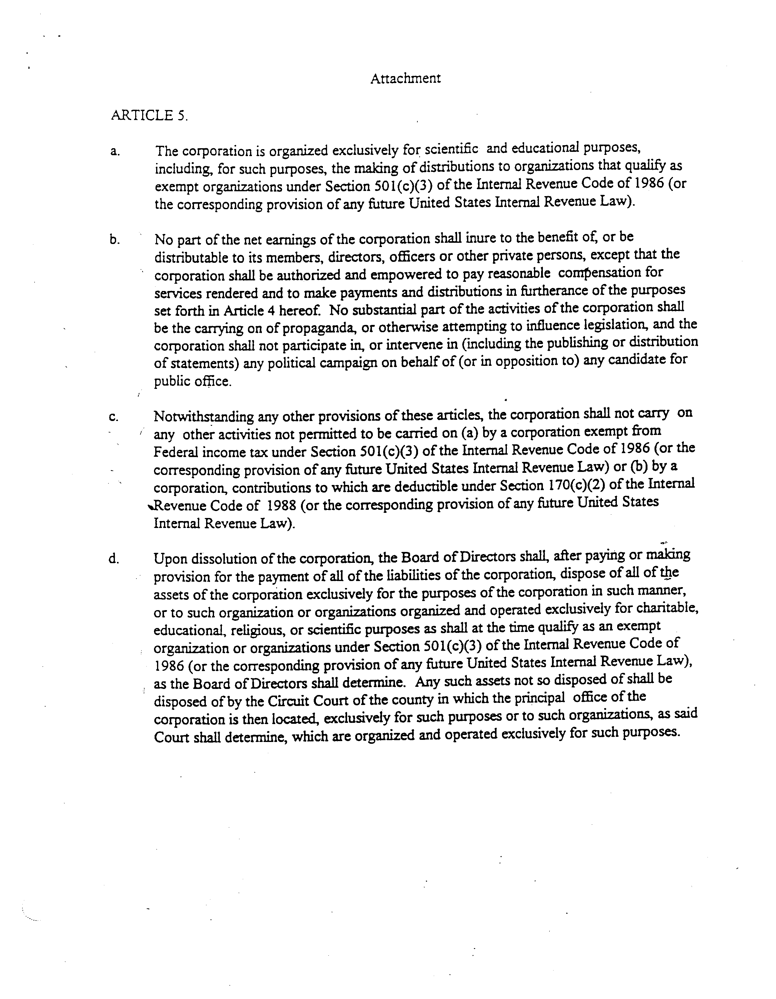 Attachment
ARTICLE 5.
a. The corporation is organized exclusively for scientific and educational purposes,
including, for such purposes, the making of distributions to organizations that qualify as
exempt organizations under Section 501(c)(3) of the Internal Revenue Code of 1986 (or
the corresponding provision of any future United States Internal Revenue Law).
b. No part of the net earnings of the corporation shall inure to the benefit of, or be
distributable to its members, directors, officers or other private persons, except that the
corporation shall be authorized and empowered to pay reasonable compensation for
services rendered and to make payments and distributions in furtherance of the purposes
set forth in Article 4 hereof. No substantial part of the activities of the corporation shall
be the carrying on of propaganda, or otherwise attempting to influence legislation, and the
corporation shall not participate in, or intervene in (including the publishing or distribution
of statements) any political campaign on behalf of (or in opposition to) any candidate for
public office.
c. Notwithstanding any other provisions of these articles, the corporation shall not carry on
any other activities not permitted to be carried on (a) by a corporation exempt from
Federal income tax under Section 501(c)(3) of the Internal Revenue Code of 1986 (or the
corresponding provision of any future United States Internal Revenue Law) or (b) by a
corporation, contributions to which are deductible under Section 170(c)(2) of the Internal
Revenue Code of 1988 (or the corresponding provision of any future United States
Internal Revenue Law).
d. Upon dissolution of the corporation, the Board of Directors shall, after paying or making
provision for the payment of all of the liabilities of the corporation, dispose of all of the
assets of the corporation exclusively for the purposes of the corporation in such manner,
or to such organization or organizations organized and operated exclusively for charitable,
educational, religious, or scientific purposes as shall at the time qualify as an exempt
organization or organizations under Section 501(c)(3) of the Internal Revenue Code of
1986 (or the corresponding provision of any future United States Internal Revenue Law),
as the Board of Directors shall determine. Any such assets not so disposed of shall be
disposed of by the Circuit Court of the county in which the principal office of the
corporation is then located, exclusively for such purposes or to such organizations, as said
Court shall determine, which are organized and operated exclusively for such purposes.